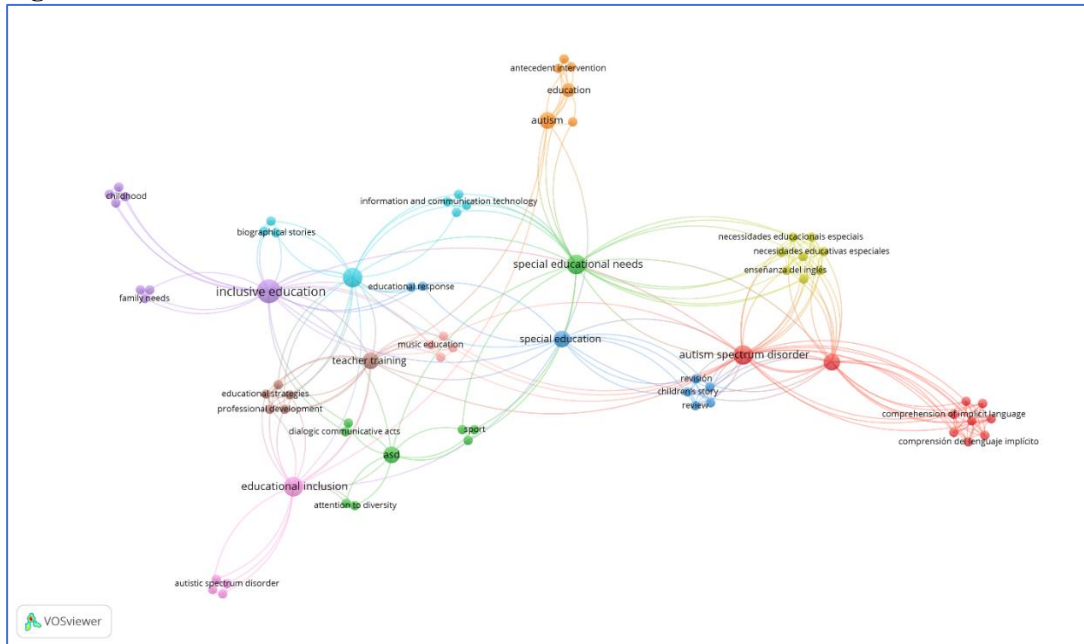 antecedent intervention
education
autism
childhood
information and communication technology
biographical stories
necessidades educacionais especiais
necesidades educativas especiales
special educational needs
enseñanza del inglés
educational response
inclusive education
family needs
special education
music education
autism spectrum disorder
teacher training
revisión
children's story
review
educational strategies
professional development
comprehension of implicit language
dialogic communicative acts
sport
comprensión del lenguaje implícito
asd
educational inclusion
attention to diversity
autistic spectrum disorder
VOSviewer